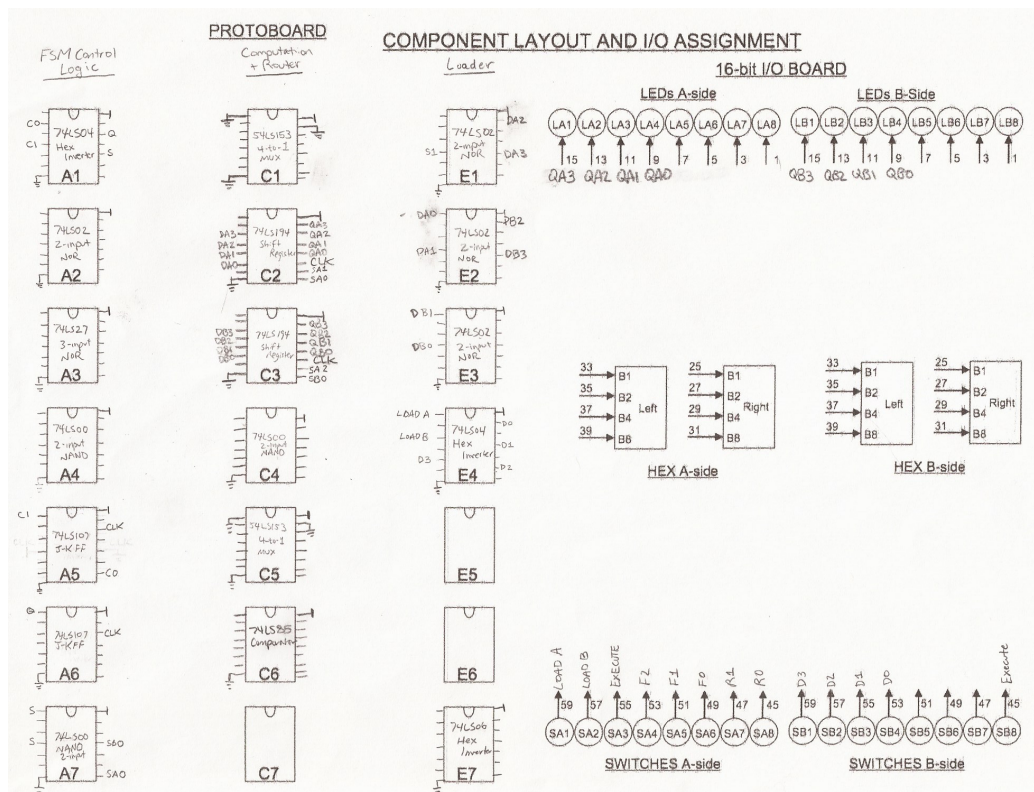 PROTOBOARD
COMPONENT LAYOUT AND I/O ASSIGNMENT
FSM Control
Logic
Computation
+ Router
Loader
16-bit I/O BOARD
LEDs A-side
LEDs B-Side
LA1 LA2 LA3 LA4 LA5 LA6 LA7 LA8
15 13 11 9 7 5 3 1
QA3 QA2 QA1 QA0
LB1 LB2 LB3 LB4 LB5 LB6 LB7 LB8
15 13 11 9 7 5 3 1
QB3 QB2 QB1 QB0
C0
C1
74LS04
Hex
Inverter
A1
Q
S
54LS153
4-to-1
MUX
C1
S1
74LS02
2-input
NOR
E1
DA2
DA3
74LS02
2-input
NOR
A2
DA3
DA2
DA1
DA0
74LS194
Shift
Register
C2
QA3
QA2
QA1
QA0
CLK
SA1
SA0
DA0
DA1
74LS02
2-input
NOR
E2
DB2
DB3
74LS27
3-input
NOR
A3
DB3
DB2
DB1
DB0
74LS194
Shift
register
C3
QB3
QB2
QB1
QB0
CLK
SA2
SB0
DB1
DB0
74LS02
2-input
NOR
E3
74LS00
2-input
NAND
A4
74LS00
2-input
NAND
C4
LOAD A
LOAD B
D3
74LS04
Hex
Inverter
E4
D0
D1
D2
C1
74LS107
J-K FF
A5
CLK
C0
54LS153
4-to-1
MUX
C5
E5
Q
74LS107
J-K FF
A6
CLK
74LS85
Comparator
C6
E6
S
S
74LS00
NAND
2-input
A7
SB0
SA0
C7
74LS06
Hex
Inverter
E7
33 B1
35 B2
37 B4
39 B8
Left
25 B1
27 B2
29 B4
31 B8
Right
HEX A-side
33 B1
35 B2
37 B4
39 B8
Left
25 B1
27 B2
29 B4
31 B8
Right
HEX B-side
LOAD A LOAD B EXECUTE F2 F1 F0 R1 R0
59 57 55 53 51 49 47 45
SA1 SA2 SA3 SA4 SA5 SA6 SA7 SA8
SWITCHES A-side
D3 D2 D1 D0 Execute
59 57 55 53 51 49 47 45
SB1 SB2 SB3 SB4 SB5 SB6 SB7 SB8
SWITCHES B-side